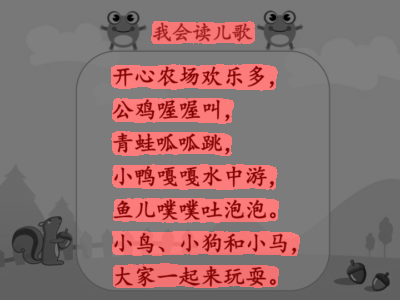 我会读儿歌
开心农场欢乐多，
公鸡喔喔叫，
青蛙呱呱跳，
小鸭嘎嘎水中游，
鱼儿噗噗吐泡泡。
小鸟、小狗和小马，
大家一起来玩耍。